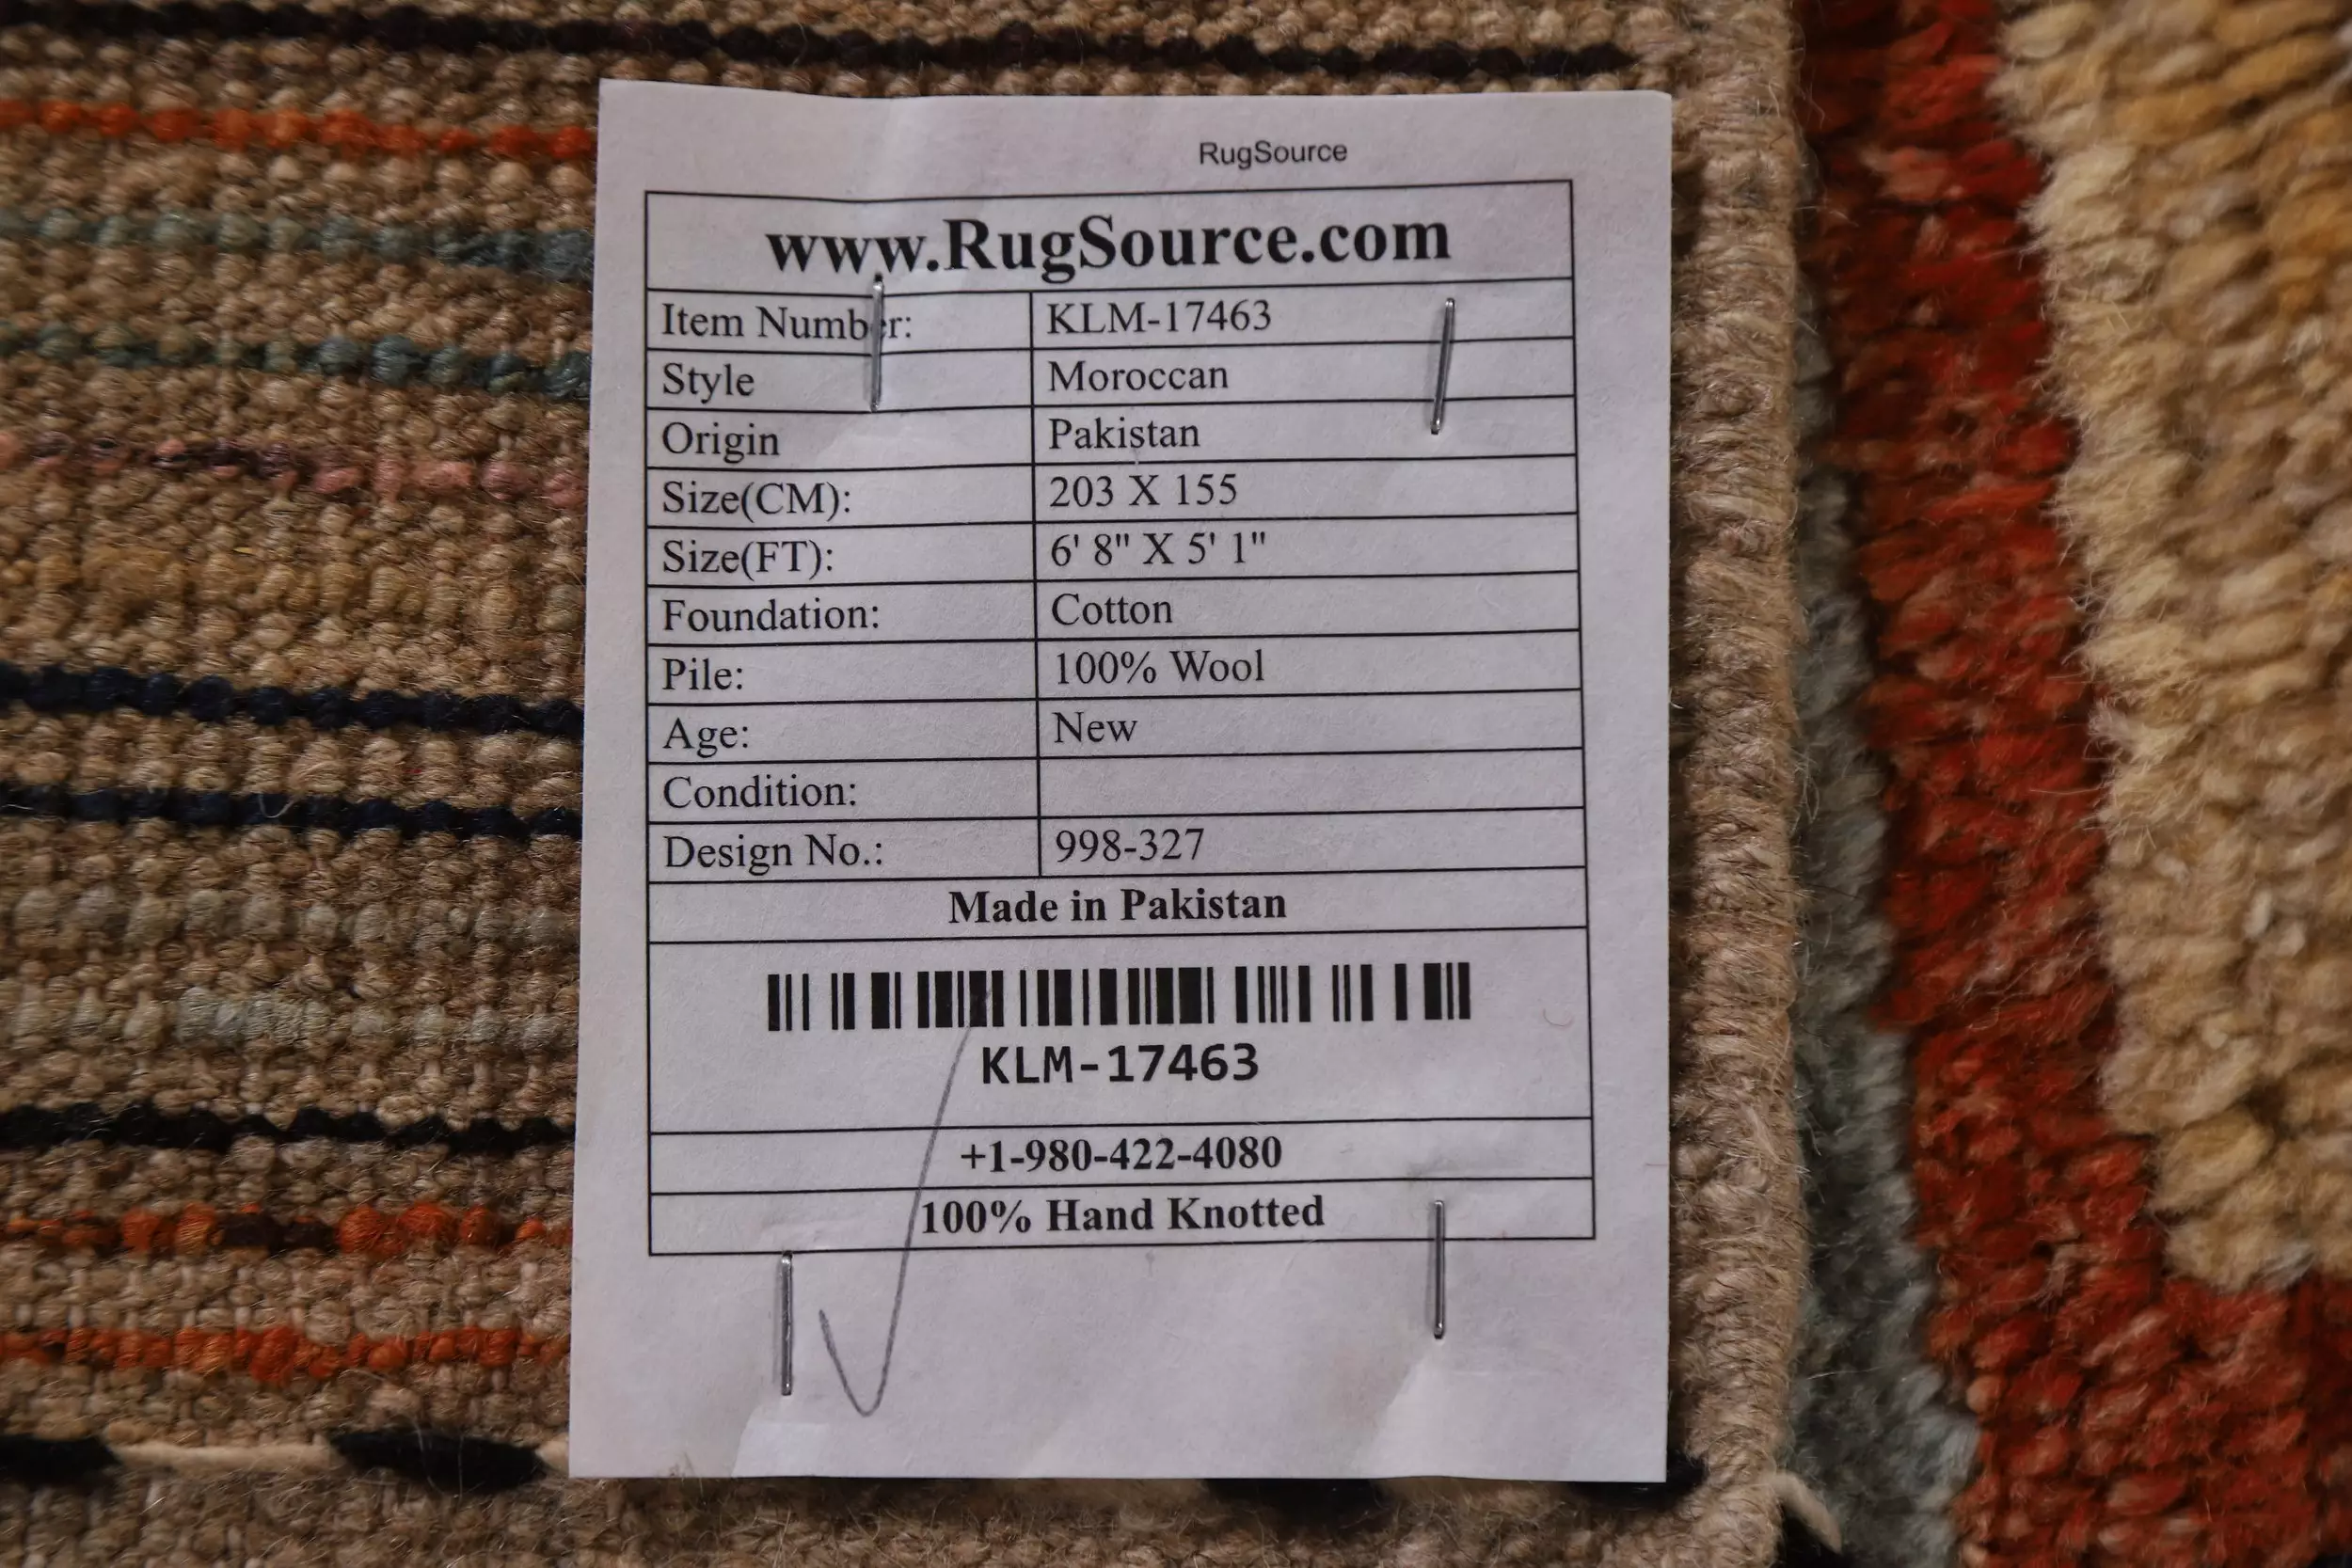 RugSource
www.RugSource.com
Item Number: KLM-17463
Style Moroccan
Origin Pakistan
Size(CM): 203 X 155
Size(FT): 6' 8" X 5' 1"
Foundation: Cotton
Pile: 100% Wool
Age: New
Condition:
Design No.: 998-327
Made in Pakistan
KLM-17463
+1-980-422-4080
100% Hand Knotted